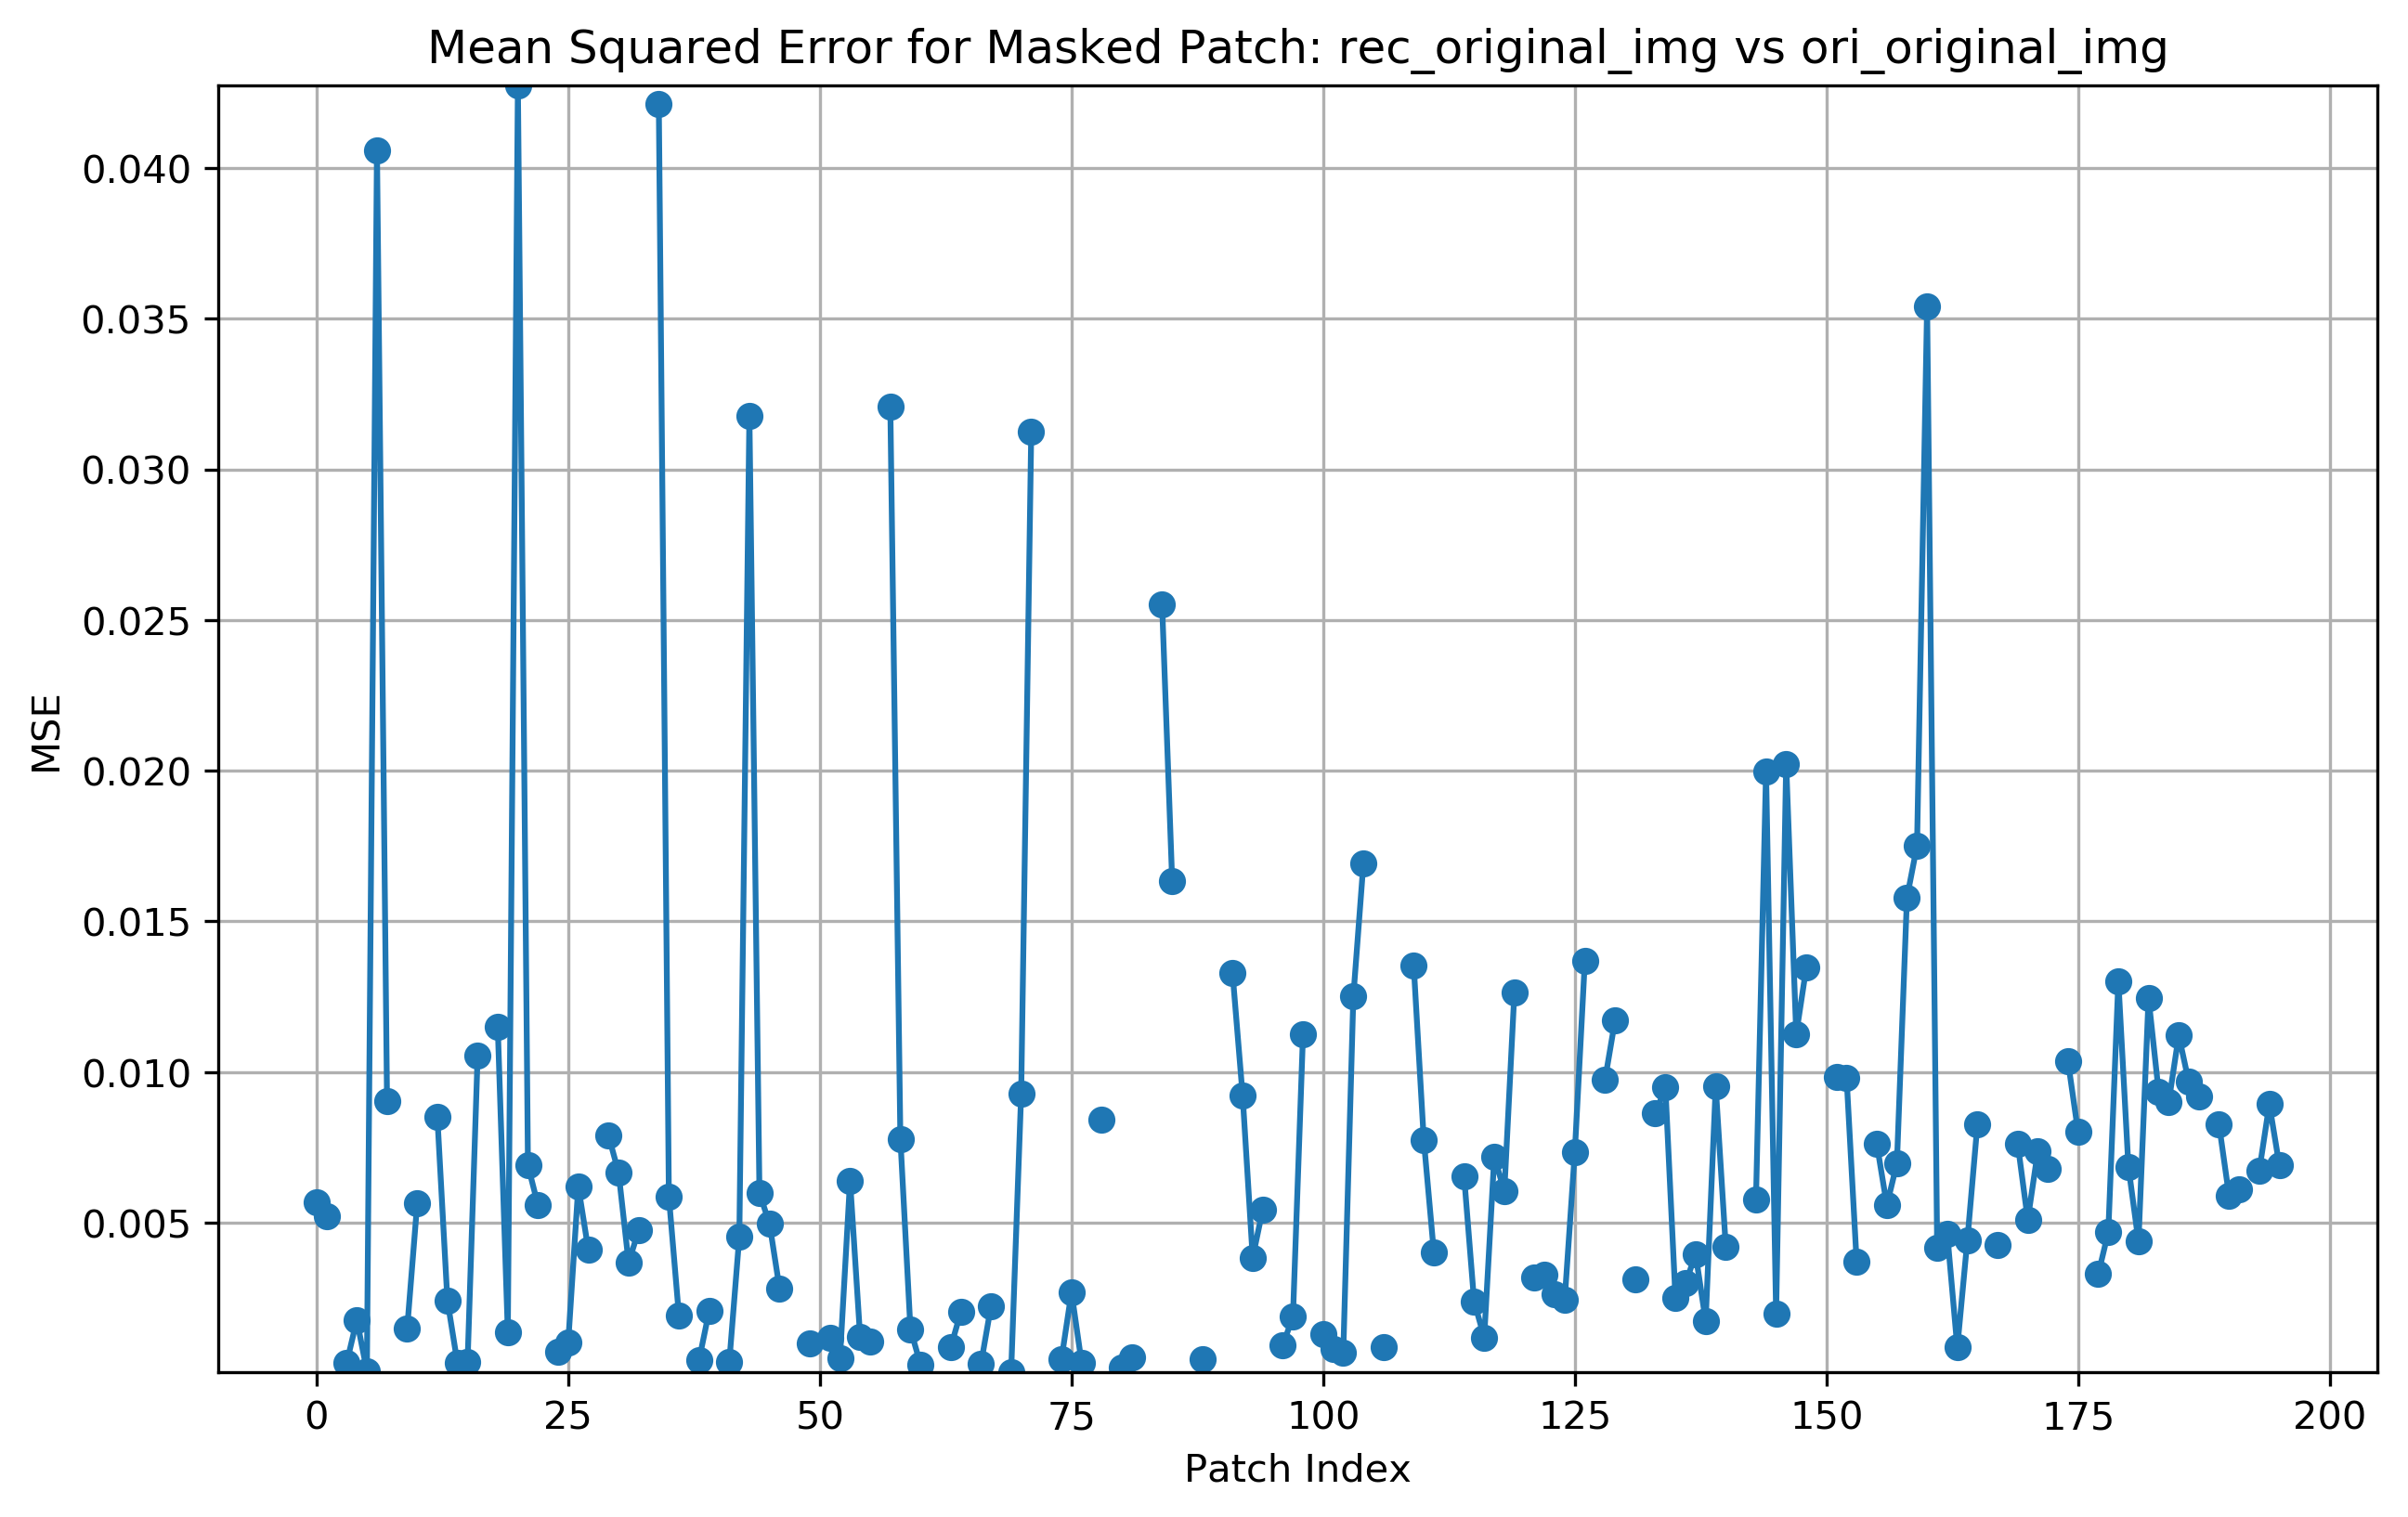 Mean Squared Error for Masked Patch: rec_original_img vs ori_original_img
0.040
0.035
0.030
0.025
0.020
0.015
0.010
0.005
MSE
0 25 50 75 100 125 150 175 200
Patch Index